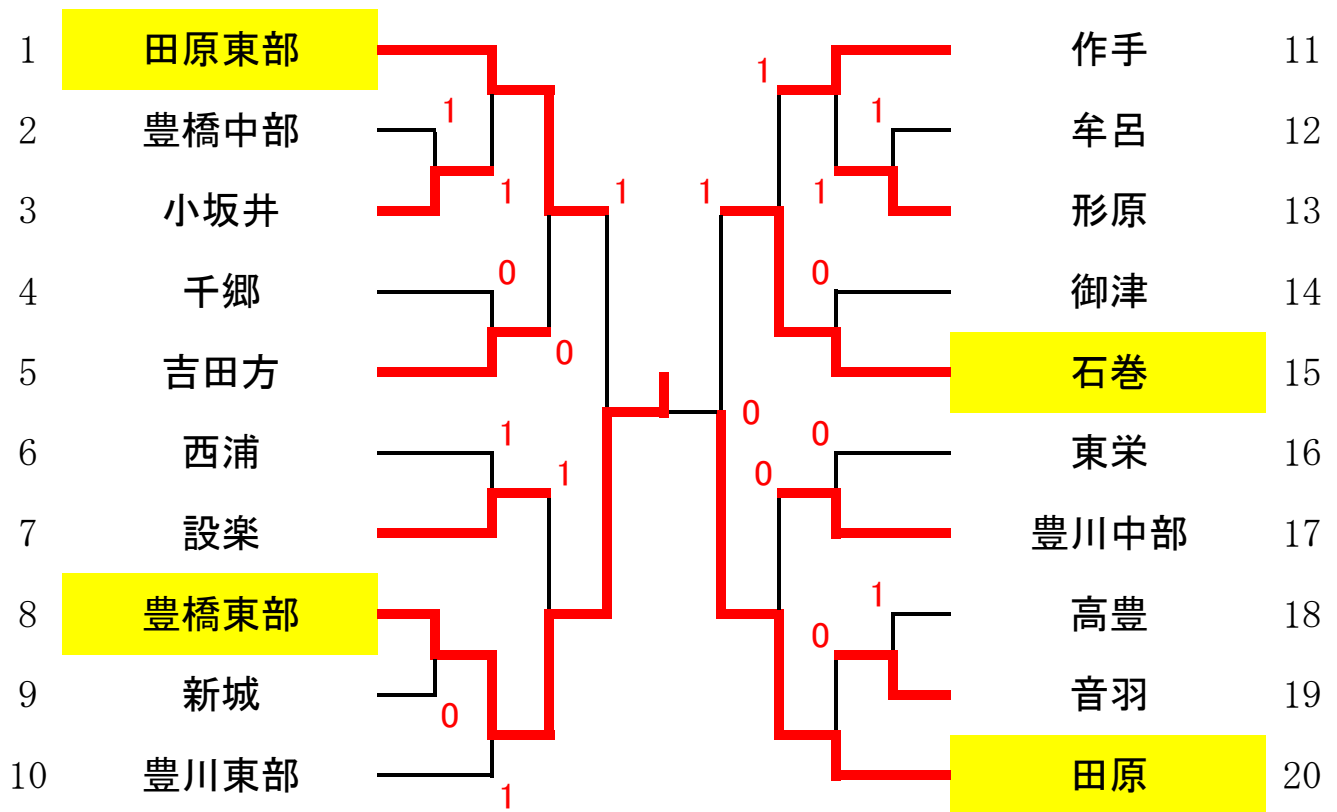 1 田原東部
1
2 豊橋中部
3 小坂井
1
1
4 千郷
0
5 吉田方
0
6 西浦
1
1
7 設楽
8 豊橋東部
9 新城
0
10 豊川東部
1
作手 11
1
牟呂 12
1
形原 13
1
1
御津 14
0
石巻 15
0
東栄 16
0
0
豊川中部 17
高豊 18
1
0
音羽 19
田原 20